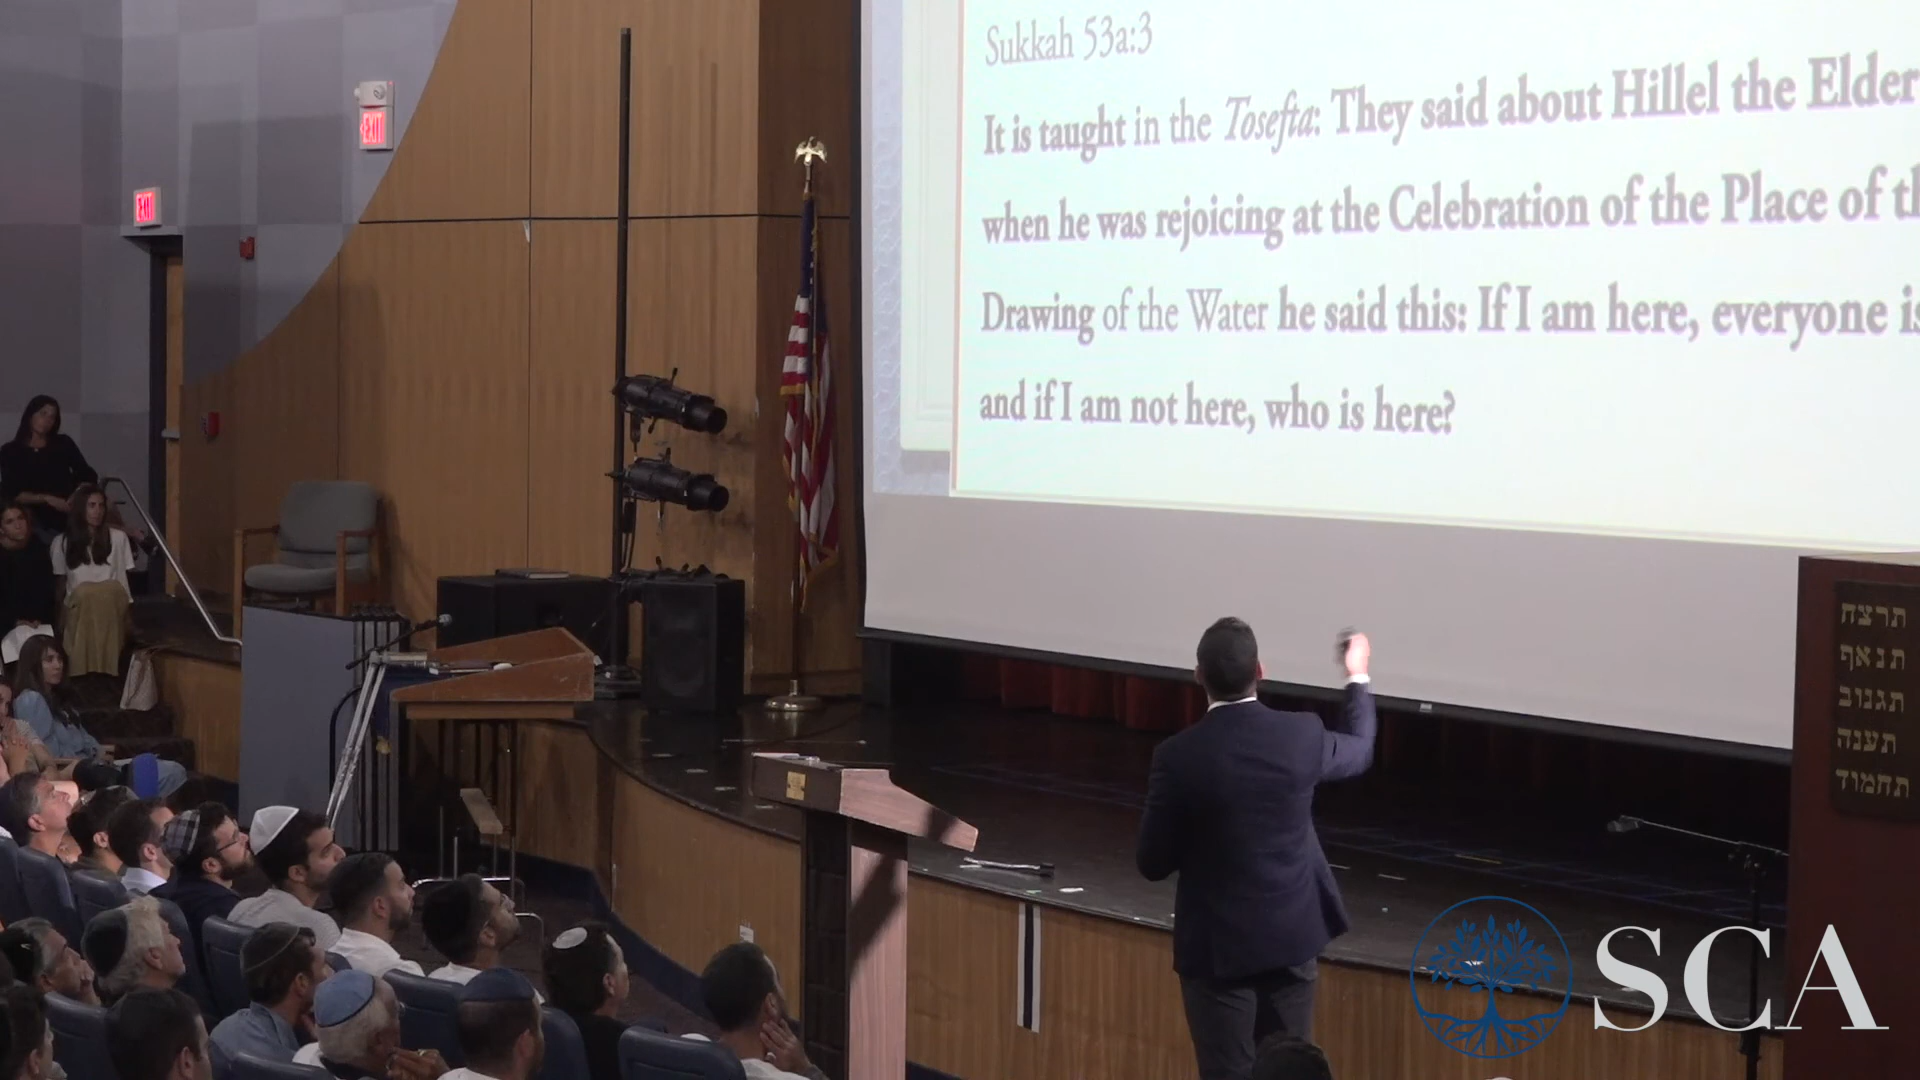 EXIT
EXIT
Sukkah 53a:3
It is taught in the Tosefta: They said about Hillel the Elder
when he was rejoicing at the Celebration of the Place of th
Drawing of the Water he said this: If I am here, everyone is
and if I am not here, who is here?
תרצח
תנאף
תגנוב
תענה
תחמוד
SCA